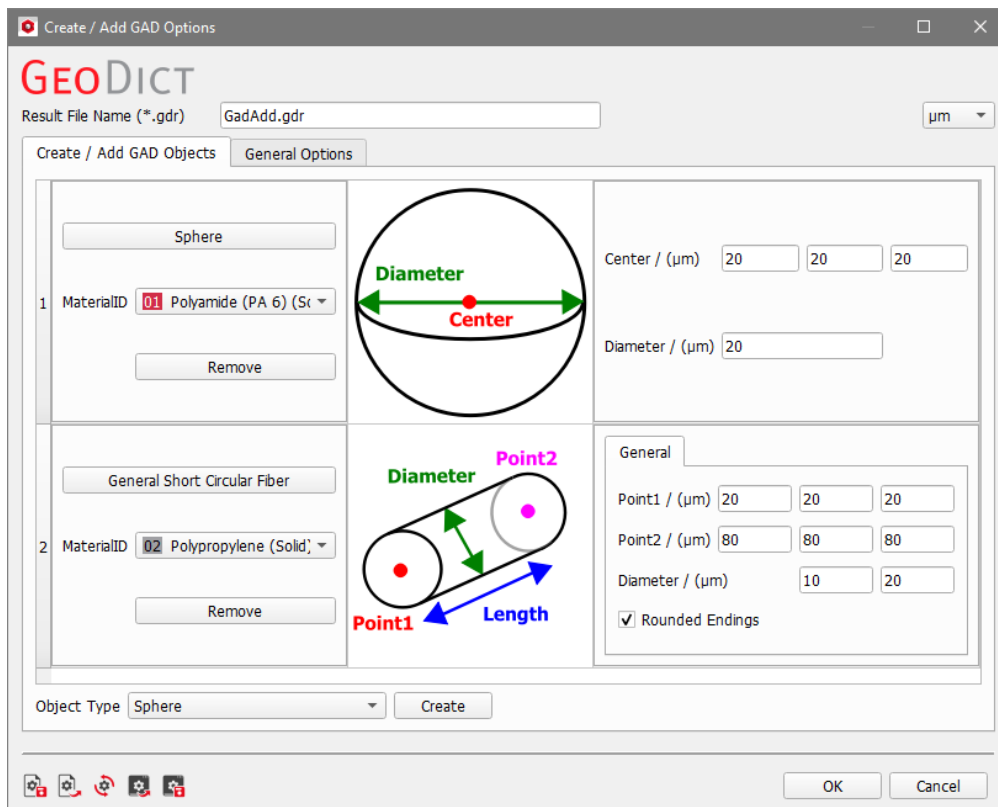 Create / Add GAD Options
GEODICT
Result File Name (*.gdr) GadAdd.gdr µm
Create / Add GAD Objects General Options
1
Sphere
MaterialID 01 Polyamide (PA 6) (So
Remove
Diameter
Center
Center / (µm) 20 20 20
Diameter / (µm) 20
2
General Short Circular Fiber
MaterialID 02 Polypropylene (Solid)
Remove
Point2
Diameter
Length
Point1
General
Point1 / (µm) 20 20 20
Point2 / (µm) 80 80 80
Diameter / (µm) 10 20
Rounded Endings
Object Type Sphere Create
OK Cancel